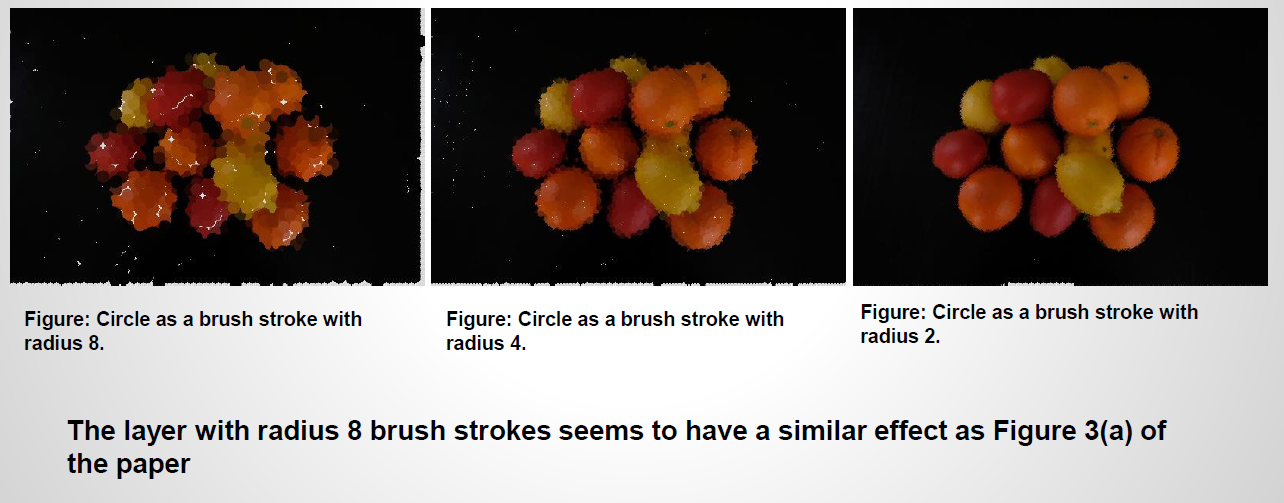 Figure: Circle as a brush stroke with
radius 8.
Figure: Circle as a brush stroke with
radius 4.
Figure: Circle as a brush stroke with
radius 2.
The layer with radius 8 brush strokes seems to have a similar effect as Figure 3(a) of
the paper